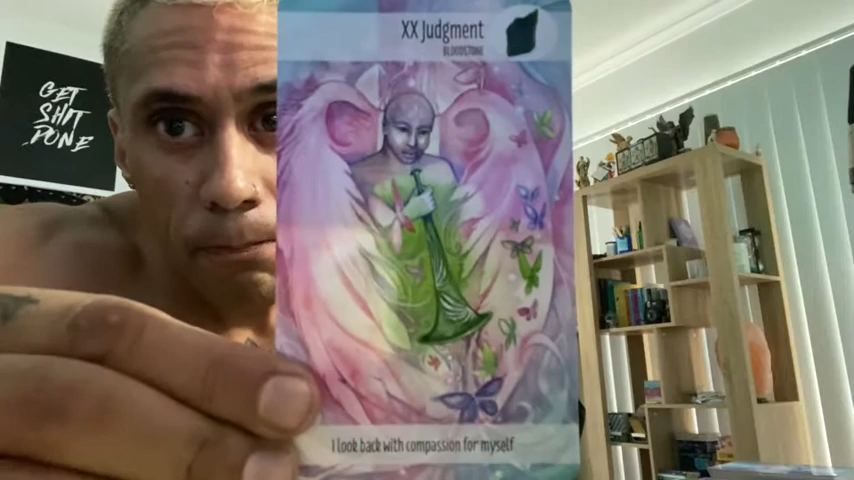 GET
SHIT
DONE
XX Judgment
BLOODSTONE
I look back with compassion for myself